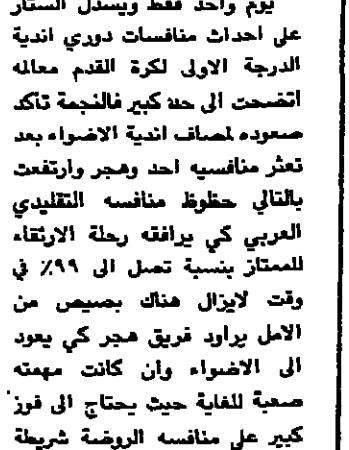 يوم واحد فقط ويسدل الستار
على احداث منافسات دوري اندية
الدرجة الاولى لكرة القدم معالمه
اتضحت الى حد كبير فالنجمة تأكد
صعوده لمصاف اندية الاضواء بعد
تعثر منافسيه احد وهجر وارتفعت
بالتالي حظوظ منافسه التقليدي
العربي كي يرافقه رحلة الارتقاء
للممتاز بنسبة تصل الى ٩٩٪ في
وقت لايزال هناك بصيص من
الامل يراود فريق هجر كي يعود
الى الاضواء وان كانت مهمته
صعبة للغاية حيث يحتاج الى فوز
كبير على منافسه الروضة شريطة